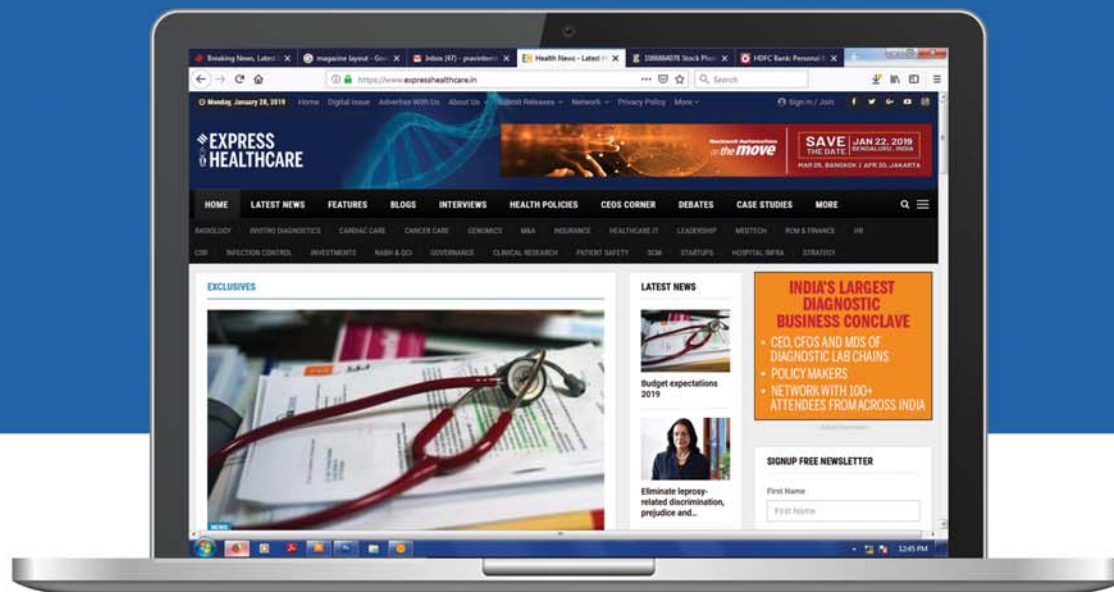 Breaking News, Latest
magazine layout - Goo
Inbox (47) - pravintem
Health News - Latest H
1088864078 Stock Phot
HDFC Bank: Personal B
https://www.expresshealthcare.in
Search
Monday, January 28, 2019 Home Digital Issue Advertise With Us About Us Submit Releases Network Privacy Policy More Sign in / Join
EXPRESS
HEALTHCARE
on the move
SAVE THE DATE
JAN 22, 2019
BENGALURU, INDIA
MAR 05, BANGKOK | APR 30, JAKARTA
HOME LATEST NEWS FEATURES BLOGS INTERVIEWS HEALTH POLICIES CEOS CORNER DEBATES CASE STUDIES MORE
RADIOLOGY INVITRO DIAGNOSTICS CARDIAC CARE CANCER CARE GENOMICS M&A INSURANCE HEALTHCARE IT LEADERSHIP MEDTECH RCM & FINANCE HR
CSR INFECTION CONTROL INVESTMENTS NABH & QCI GOVERNANCE CLINICAL RESEARCH PATIENT SAFETY SCM STARTUPS HOSPITAL INFRA STRATEGY
EXCLUSIVES
NEWS
LATEST NEWS
Budget expectations
2019
Eliminate leprosy-
related discrimination,
prejudice and...
INDIA'S LARGEST
DIAGNOSTIC
BUSINESS CONCLAVE
• CEO, CFOS AND MDS OF
DIAGNOSTIC LAB CHAINS
• POLICY MAKERS
• NETWORK WITH 100+
ATTENDEES FROM ACROSS INDIA
- Advertisement -
SIGNUP FREE NEWSLETTER
First Name
First Name
12:45 PM